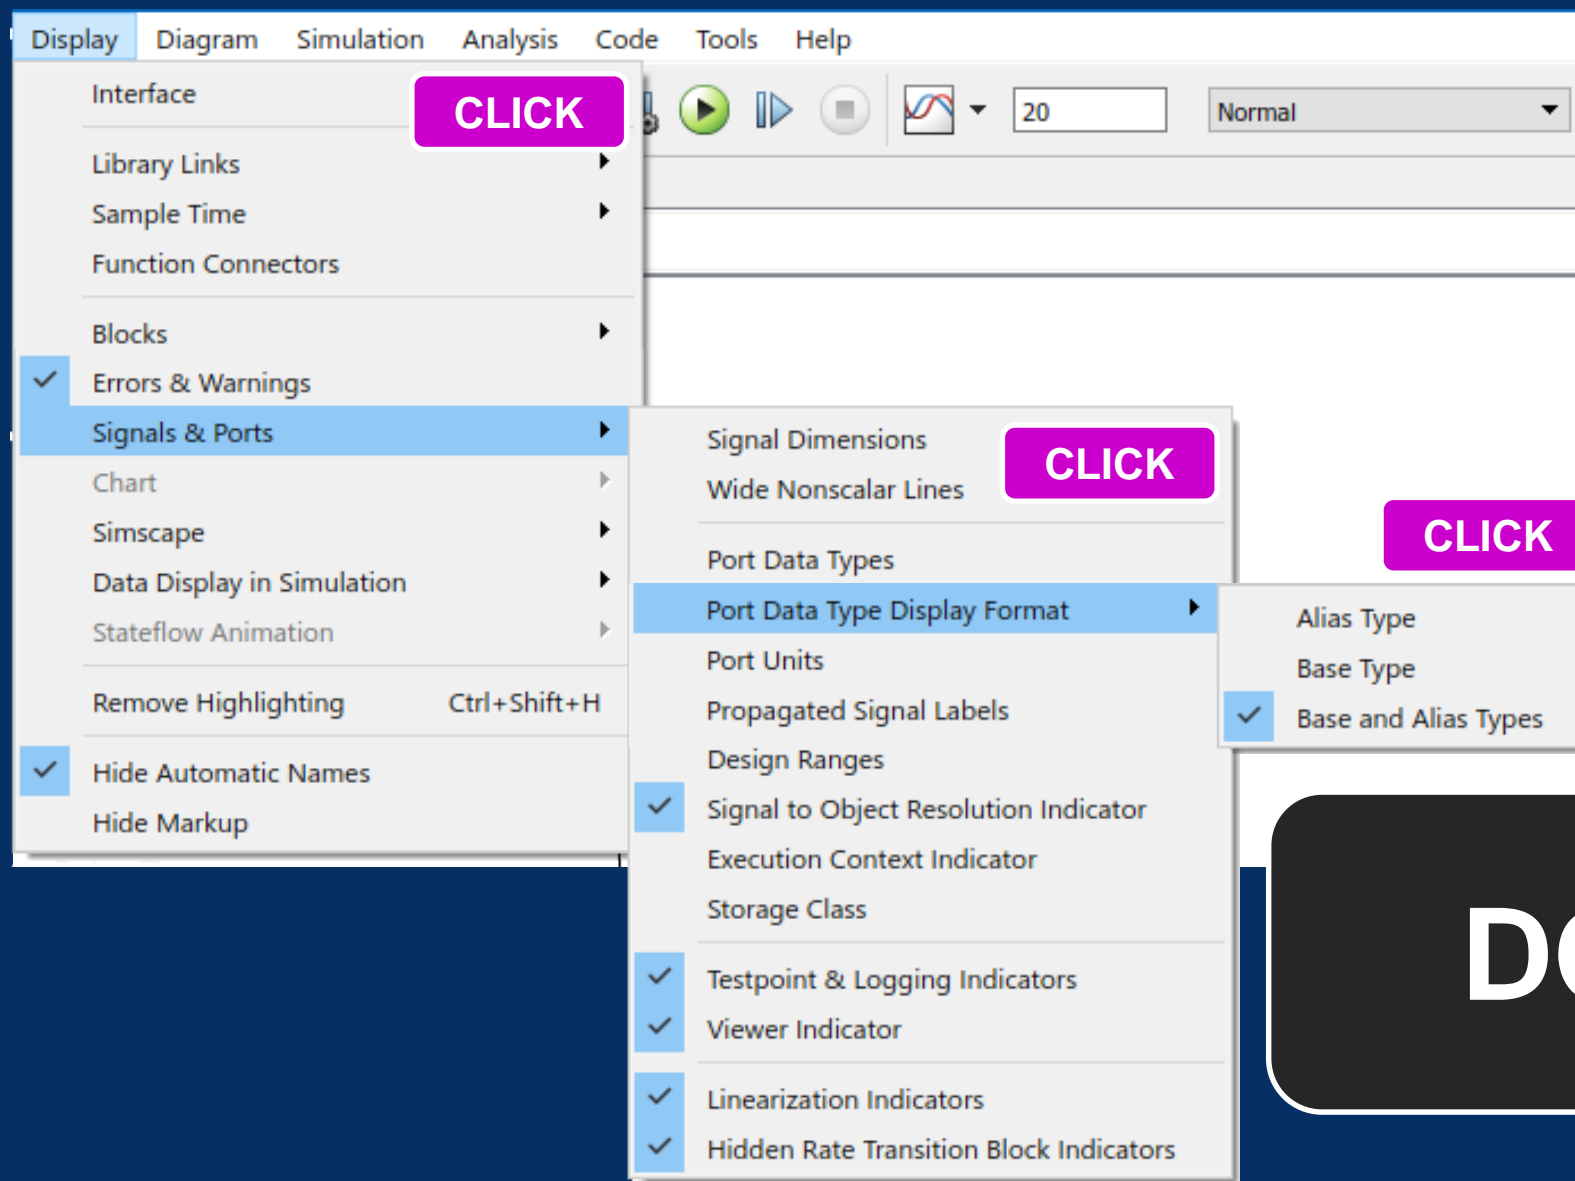 Display Diagram Simulation Analysis Code Tools Help
Interface
CLICK
20
Normal
Library Links
Sample Time
Function Connectors
Blocks
Errors & Warnings
Signals & Ports
Chart
Simscape
Data Display in Simulation
Stateflow Animation
Remove Highlighting Ctrl+Shift+H
Hide Automatic Names
Hide Markup
Signal Dimensions
CLICK
Wide Nonscalar Lines
Port Data Types
Port Data Type Display Format
Port Units
Propagated Signal Labels
Design Ranges
Signal to Object Resolution Indicator
Execution Context Indicator
Storage Class
Testpoint & Logging Indicators
Viewer Indicator
Linearization Indicators
Hidden Rate Transition Block Indicators
CLICK
Alias Type
Base Type
Base and Alias Types